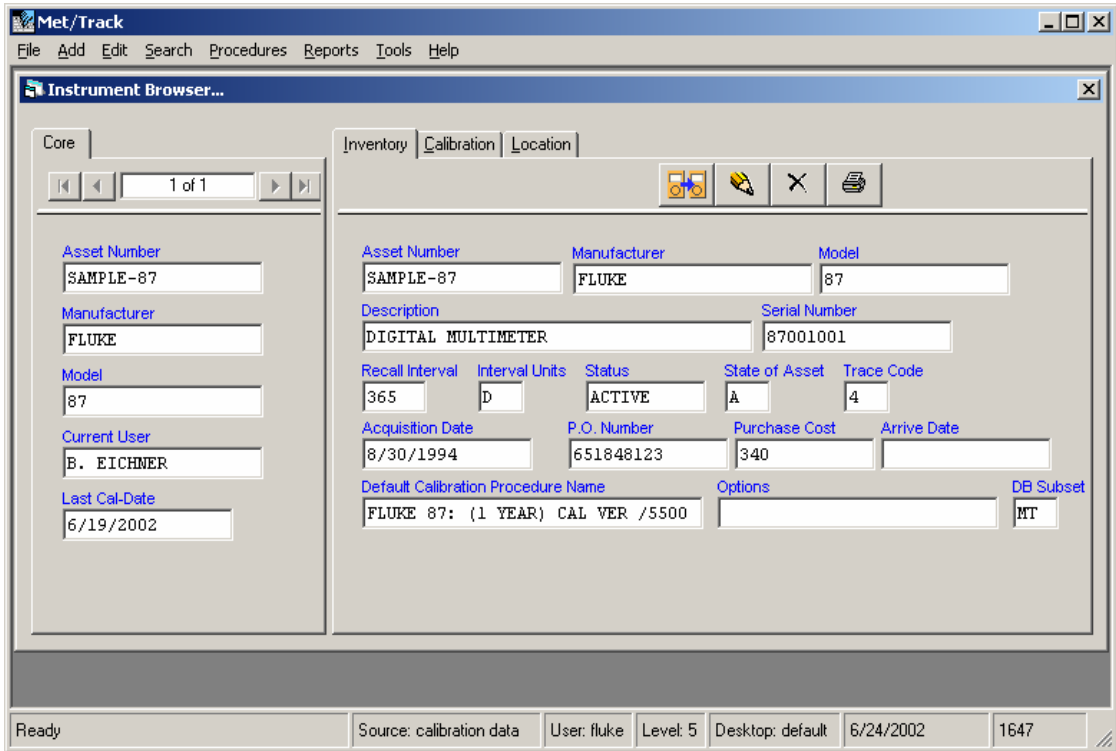 Met/Track
File Add Edit Search Procedures Reports Tools Help
Instrument Browser...
Core
1 of 1
Asset Number
SAMPLE-87
Manufacturer
FLUKE
Model
87
Current User
B. EICHNER
Last Cal-Date
6/19/2002
Inventory Calibration Location
Asset Number Manufacturer Model
SAMPLE-87 FLUKE 87
Description Serial Number
DIGITAL MULTIMETER 87001001
Recall Interval Interval Units Status State of Asset Trace Code
365 D ACTIVE A 4
Acquisition Date P.O. Number Purchase Cost Arrive Date
8/30/1994 651848123 340
Default Calibration Procedure Name Options DB Subset
FLUKE 87: (1 YEAR) CAL VER /5500 MT
Ready Source: calibration data User: fluke Level: 5 Desktop: default 6/24/2002 1647